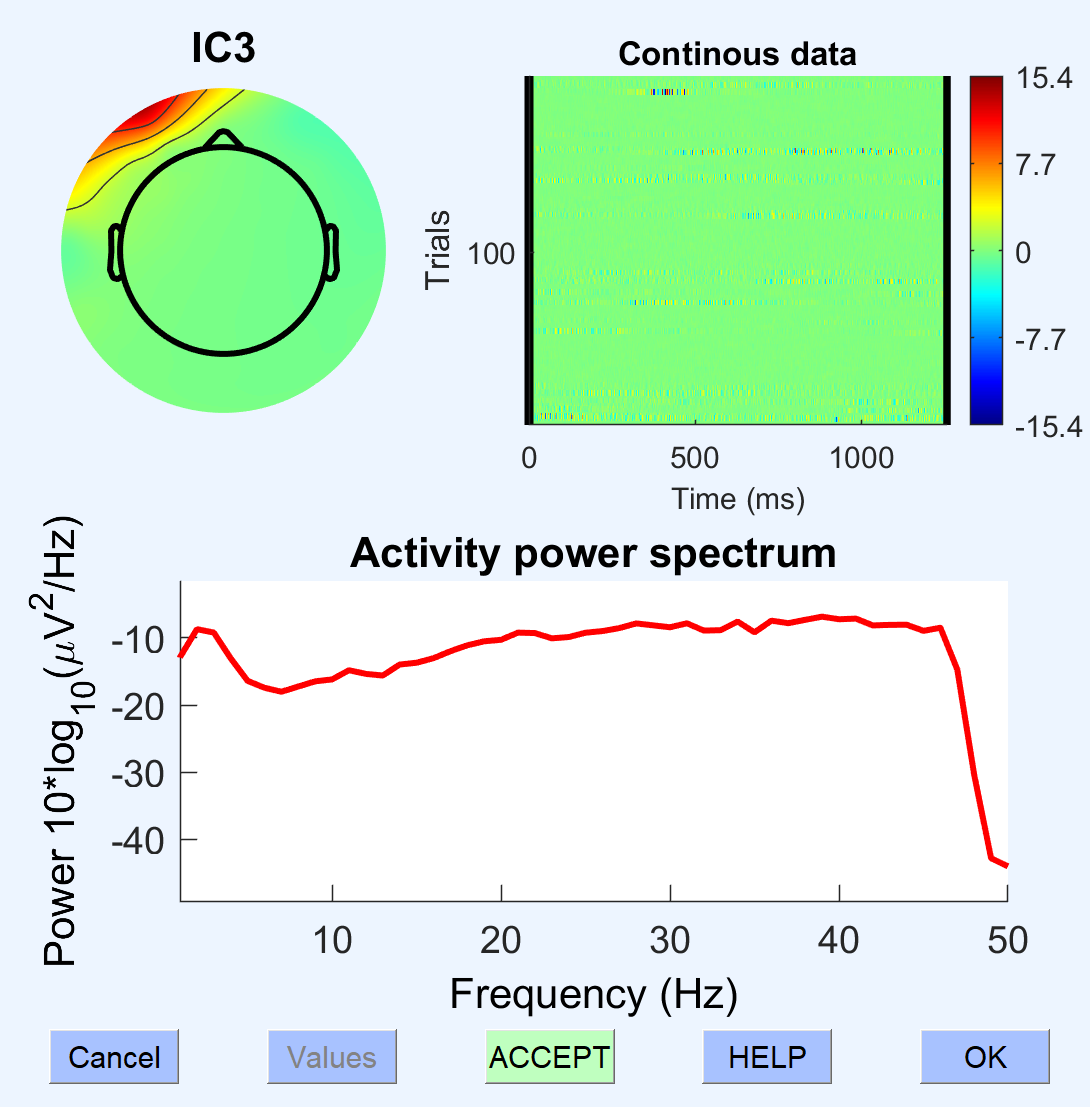 IC3
Continous data
Trials
100
0
500
1000
Time (ms)
15.4
7.7
0
-7.7
-15.4
Activity power spectrum
Power 10*log10(μV2/Hz)
-10
-20
-30
-40
10
20
30
40
50
Frequency (Hz)
Cancel
Values
ACCEPT
HELP
OK